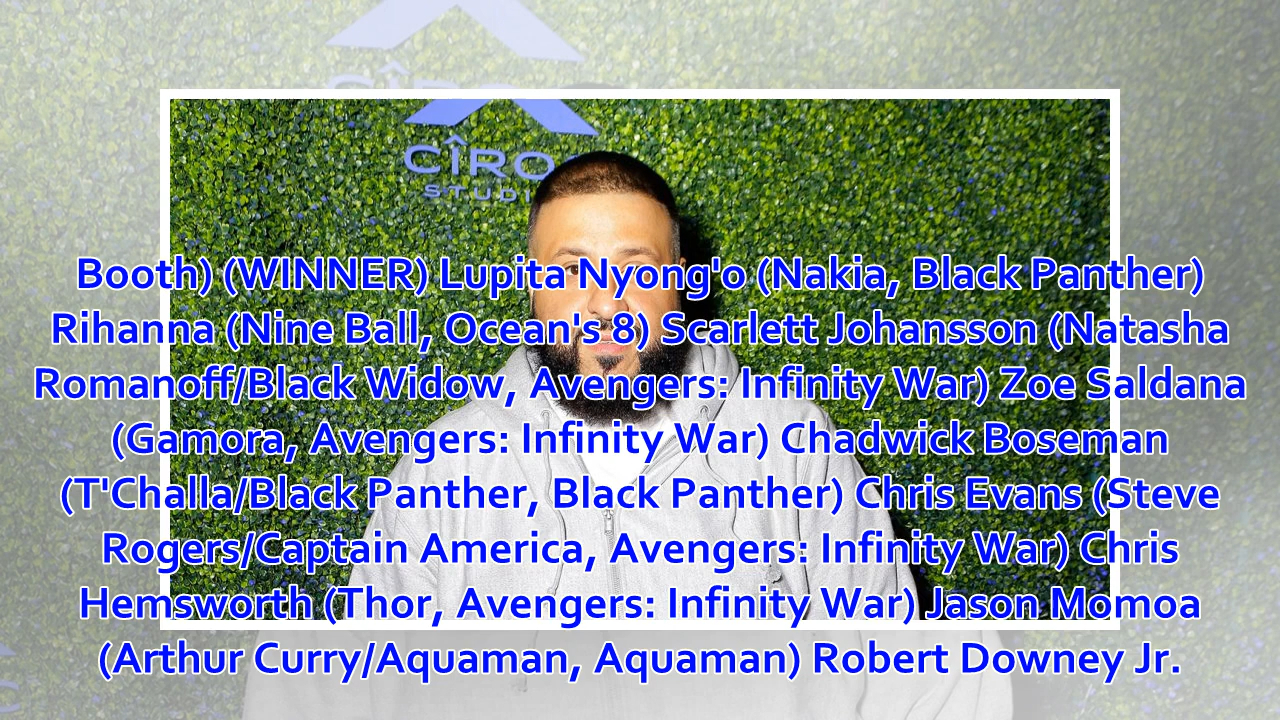 CÎRO
STUDI
Booth) (WINNER) Lupita Nyong'o (Nakia, Black Panther)
Rihanna (Nine Ball, Ocean's 8) Scarlett Johansson (Natasha
Romanoff/Black Widow, Avengers: Infinity War) Zoe Saldana
(Gamora, Avengers: Infinity War) Chadwick Boseman
(T'Challa/Black Panther, Black Panther) Chris Evans (Steve
Rogers/Captain America, Avengers: Infinity War) Chris
Hemsworth (Thor, Avengers: Infinity War) Jason Momoa
(Arthur Curry/Aquaman, Aquaman) Robert Downey Jr.